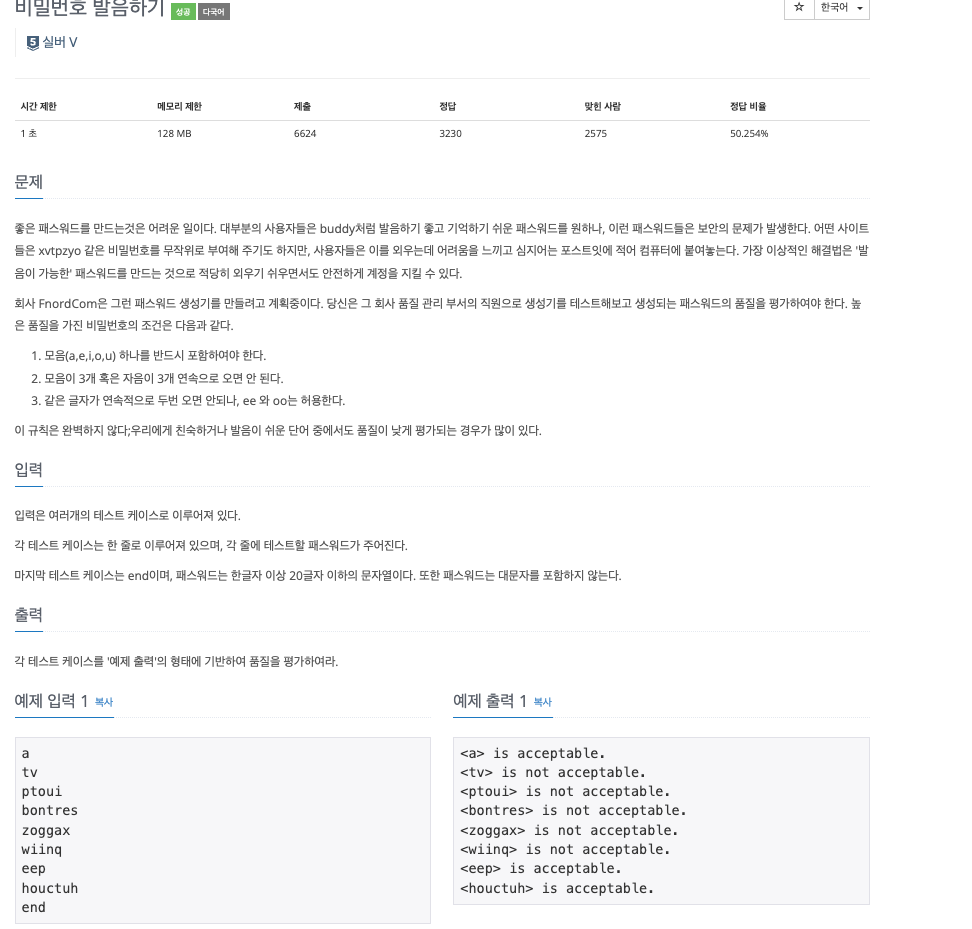 비밀번호 발음하기 성공 다국어
☆ 한국어
5 실버 V
시간 제한 메모리 제한 제출 정답 맞힌 사람 정답 비율
1 초 128 MB 6624 3230 2575 50.254%
문제
좋은 패스워드를 만드는것은 어려운 일이다. 대부분의 사용자들은 buddy처럼 발음하기 좋고 기억하기 쉬운 패스워드를 원하나, 이런 패스워드들은 보안의 문제가 발생한다. 어떤 사이트
들은 xvtpzyo 같은 비밀번호를 무작위로 부여해 주기도 하지만, 사용자들은 이를 외우는데 어려움을 느끼고 심지어는 포스트잇에 적어 컴퓨터에 붙여놓는다. 가장 이상적인 해결법은 '발
음이 가능한' 패스워드를 만드는 것으로 적당히 외우기 쉬우면서도 안전하게 계정을 지킬 수 있다.
회사 FnordCom은 그런 패스워드 생성기를 만들려고 계획중이다. 당신은 그 회사 품질 관리 부서의 직원으로 생성기를 테스트해보고 생성되는 패스워드의 품질을 평가하여야 한다. 높
은 품질을 가진 비밀번호의 조건은 다음과 같다.
1. 모음(a,e,i,o,u) 하나를 반드시 포함하여야 한다.
2. 모음이 3개 혹은 자음이 3개 연속으로 오면 안 된다.
3. 같은 글자가 연속적으로 두번 오면 안되나, ee 와 oo는 허용한다.
이 규칙은 완벽하지 않다;우리에게 친숙하거나 발음이 쉬운 단어 중에서도 품질이 낮게 평가되는 경우가 많이 있다.
입력
입력은 여러개의 테스트 케이스로 이루어져 있다.
각 테스트 케이스는 한 줄로 이루어져 있으며, 각 줄에 테스트할 패스워드가 주어진다.
마지막 테스트 케이스는 end이며, 패스워드는 한글자 이상 20글자 이하의 문자열이다. 또한 패스워드는 대문자를 포함하지 않는다.
출력
각 테스트 케이스를 '예제 출력'의 형태에 기반하여 품질을 평가하여라.
예제 입력 1 복사
a
tv
ptoui
bontres
zoggax
wiinq
eep
houctuh
end
예제 출력 1 복사
<a> is acceptable.
<tv> is not acceptable.
<ptoui> is not acceptable.
<bontres> is not acceptable.
<zoggax> is not acceptable.
<wiinq> is not acceptable.
<eep> is acceptable.
<houctuh> is acceptable.